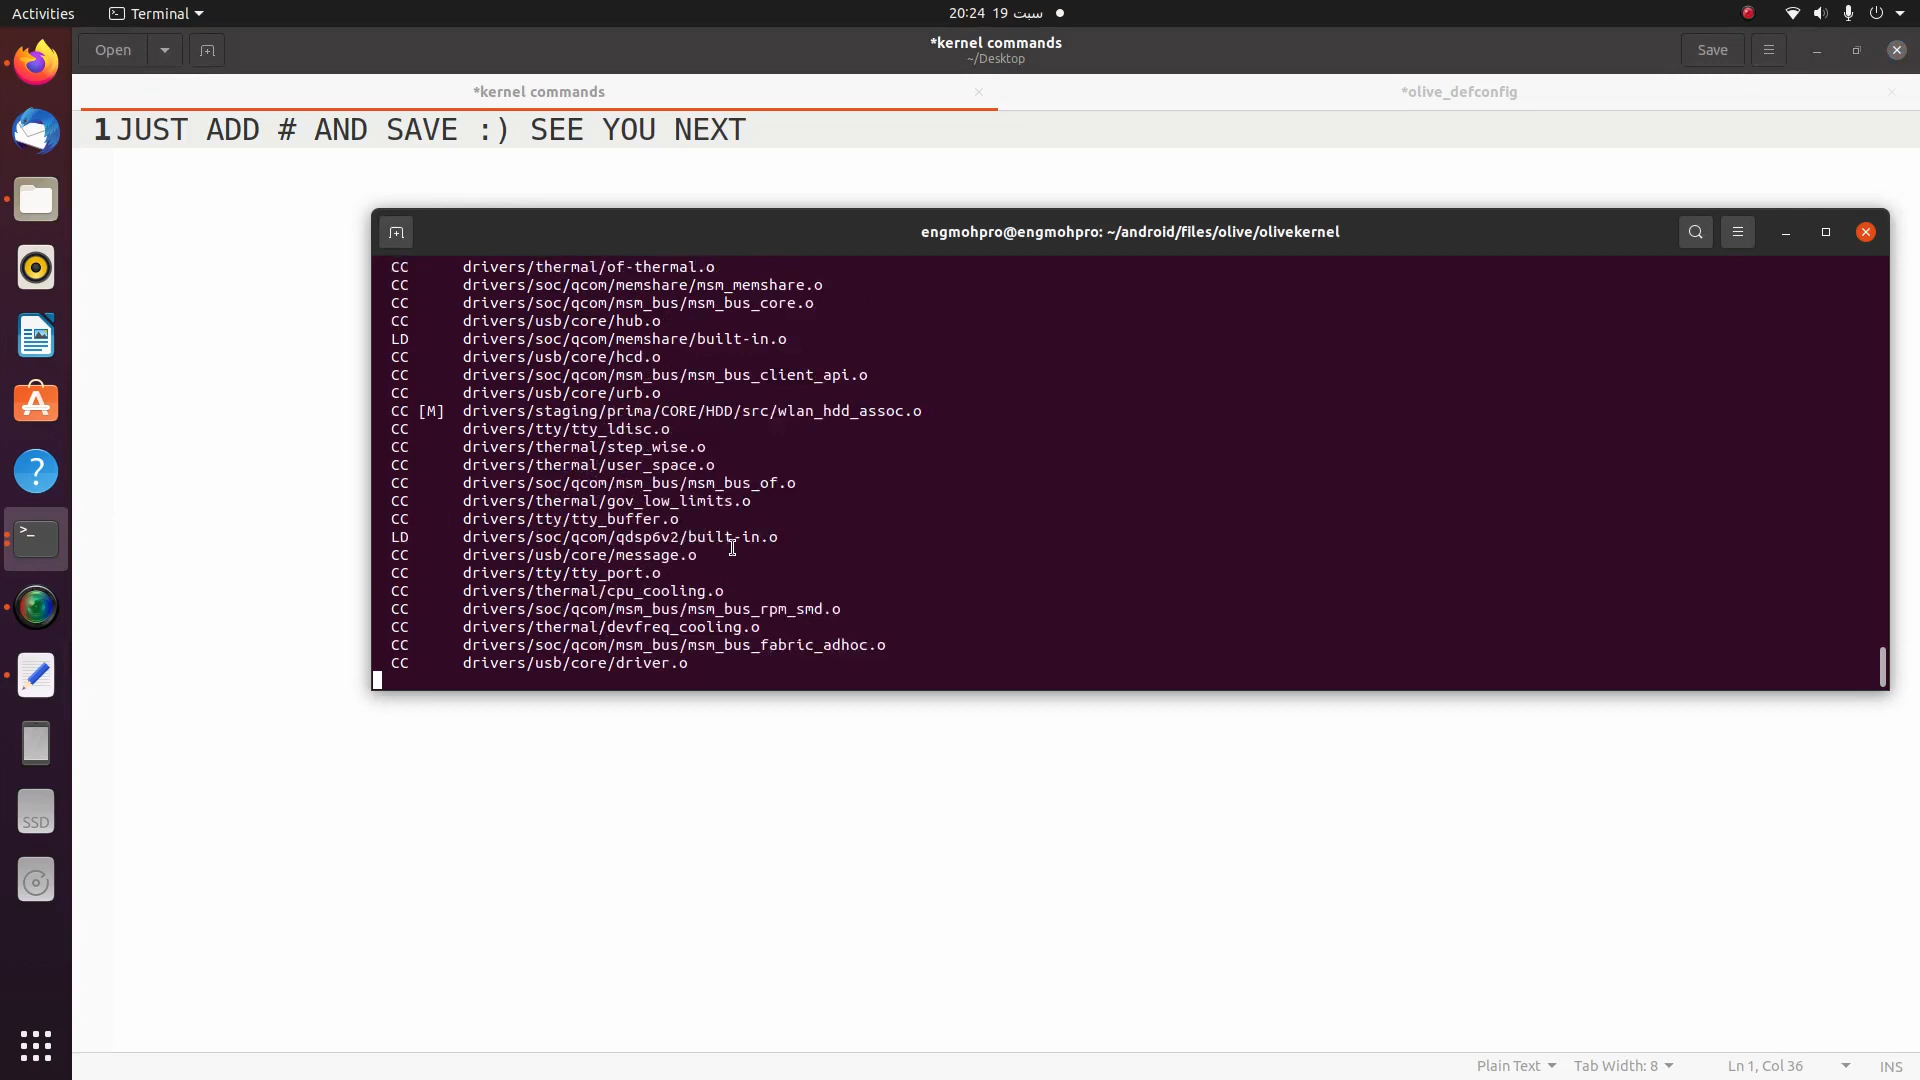 Activities
Terminal
20:24 19 سبت
Open
*kernel commands
~/Desktop
Save
*kernel commands
*olive_defconfig
1 JUST ADD # AND SAVE :) SEE YOU NEXT
engmohpro@engmohpro: ~/android/files/olive/olivekernel
CC drivers/thermal/of-thermal.o
CC drivers/soc/qcom/memshare/msm_memshare.o
CC drivers/soc/qcom/msm_bus/msm_bus_core.o
CC drivers/usb/core/hub.o
LD drivers/soc/qcom/memshare/built-in.o
CC drivers/usb/core/hcd.o
CC drivers/soc/qcom/msm_bus/msm_bus_client_api.o
CC drivers/usb/core/urb.o
CC [M] drivers/staging/prima/CORE/HDD/src/wlan_hdd_assoc.o
CC drivers/tty/tty_ldisc.o
CC drivers/thermal/step_wise.o
CC drivers/thermal/user_space.o
CC drivers/soc/qcom/msm_bus/msm_bus_of.o
CC drivers/thermal/gov_low_limits.o
CC drivers/tty/tty_buffer.o
LD drivers/soc/qcom/qdsp6v2/built-in.o
CC drivers/usb/core/message.o
CC drivers/tty/tty_port.o
CC drivers/thermal/cpu_cooling.o
CC drivers/soc/qcom/msm_bus/msm_bus_rpm_smd.o
CC drivers/thermal/devfreq_cooling.o
CC drivers/soc/qcom/msm_bus/msm_bus_fabric_adhoc.o
CC drivers/usb/core/driver.o
SSD
Plain Text
Tab Width: 8
Ln 1, Col 36
INS